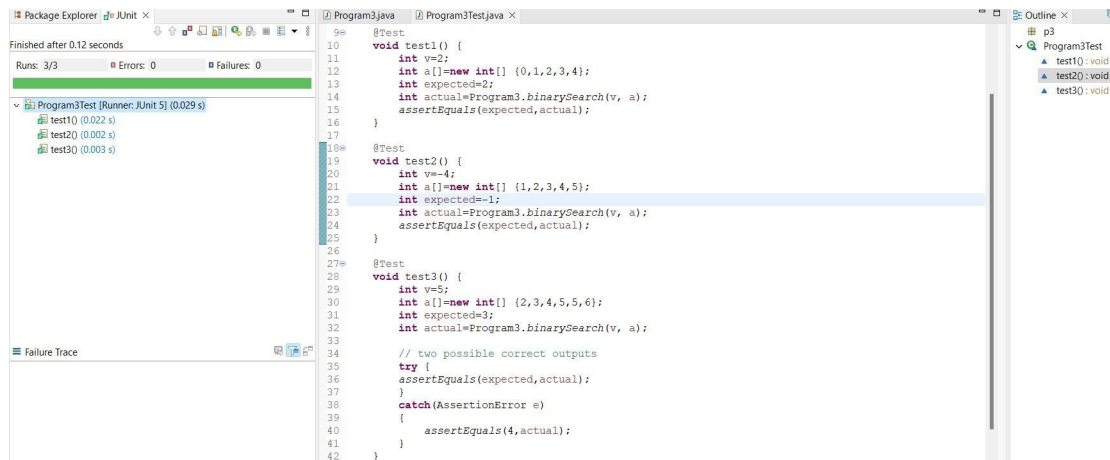 Package Explorer JUnit ×
Finished after 0.12 seconds
Runs: 3/3 Errors: 0 Failures: 0
Program3Test [Runner: JUnit 5] (0.029 s)
test1() (0.022 s)
test2() (0.002 s)
test3() (0.003 s)
Failure Trace
Program3.java Program3Test.java ×
9 @Test
10 void test1() {
11 int v=2;
12 int a[]=new int[] {0,1,2,3,4};
13 int expected=2;
14 int actual=Program3.binarySearch(v, a);
15 assertEquals(expected,actual);
16 }
17
18 @Test
19 void test2() {
20 int v=-4;
21 int a[]=new int[] {1,2,3,4,5};
22 int expected=-1;
23 int actual=Program3.binarySearch(v, a);
24 assertEquals(expected,actual);
25 }
26
27 @Test
28 void test3() {
29 int v=5;
30 int a[]=new int[] {2,3,4,5,5,6};
31 int expected=3;
32 int actual=Program3.binarySearch(v, a);
33
34 // two possible correct outputs
35 try {
36 assertEquals(expected,actual);
37 }
38 catch(AssertionError e)
39 {
40 assertEquals(4,actual);
41 }
42 }
Outline ×
p3
Program3Test
test1() : void
test2() : void
test3() : void